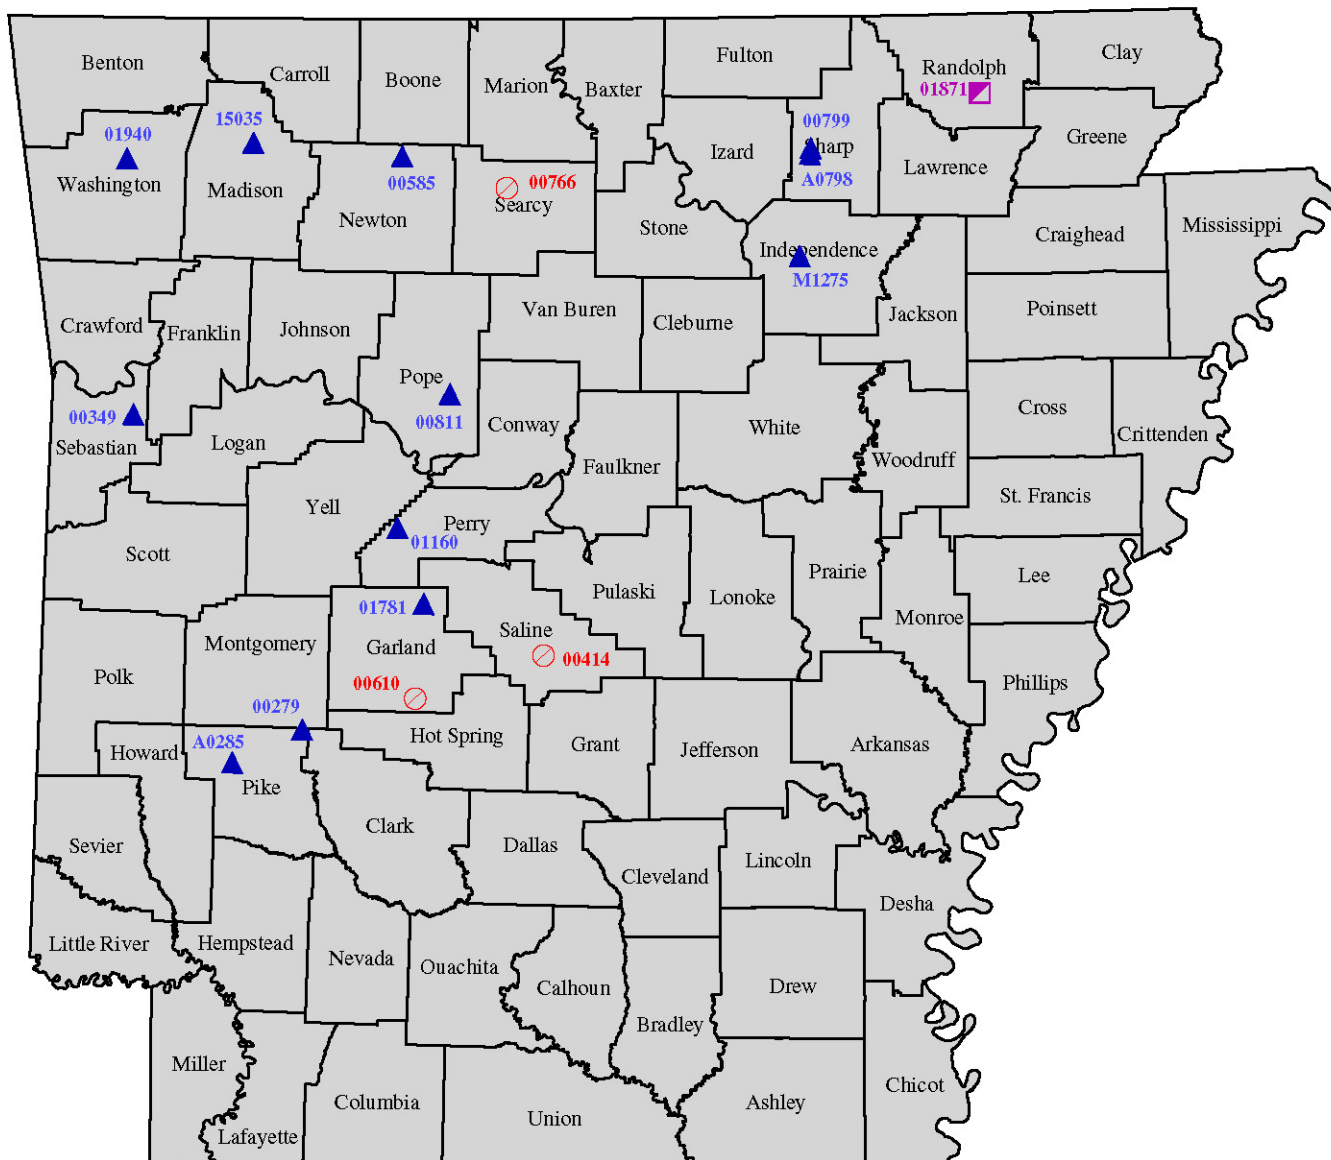 Benton
Carroll
Boone
Marion
Baxter
Fulton
Randolph
01871
Clay
Greene
01940
Washington
15035
Madison
00585
Newton
00766
Searcy
Izard
00799
Sharp
A0798
Lawrence
Stone
Independence
M1275
Craighead
Mississippi
Crawford
Franklin
Johnson
Van Buren
Cleburne
Jackson
Poinsett
Pope
00811
00349
Sebastian
Logan
Conway
White
Cross
Crittenden
Faulkner
Woodruff
St. Francis
Yell
Perry
01160
Scott
Prairie
Lee
Pulaski
Lonoke
Monroe
01781
Garland
Saline
00414
Montgomery
Polk
00610
Phillips
00279
A0285
Howard
Pike
Hot Spring
Grant
Jefferson
Arkansas
Clark
Sevier
Dallas
Cleveland
Lincoln
Desha
Little River
Hempstead
Nevada
Ouachita
Calhoun
Drew
Bradley
Miller
Columbia
Lafayette
Union
Ashley
Chicot